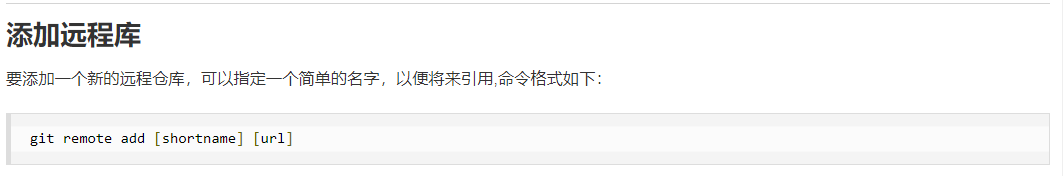 添加远程库
要添加一个新的远程仓库，可以指定一个简单的名字，以便将来引用,命令格式如下：
git remote add [shortname] [url]